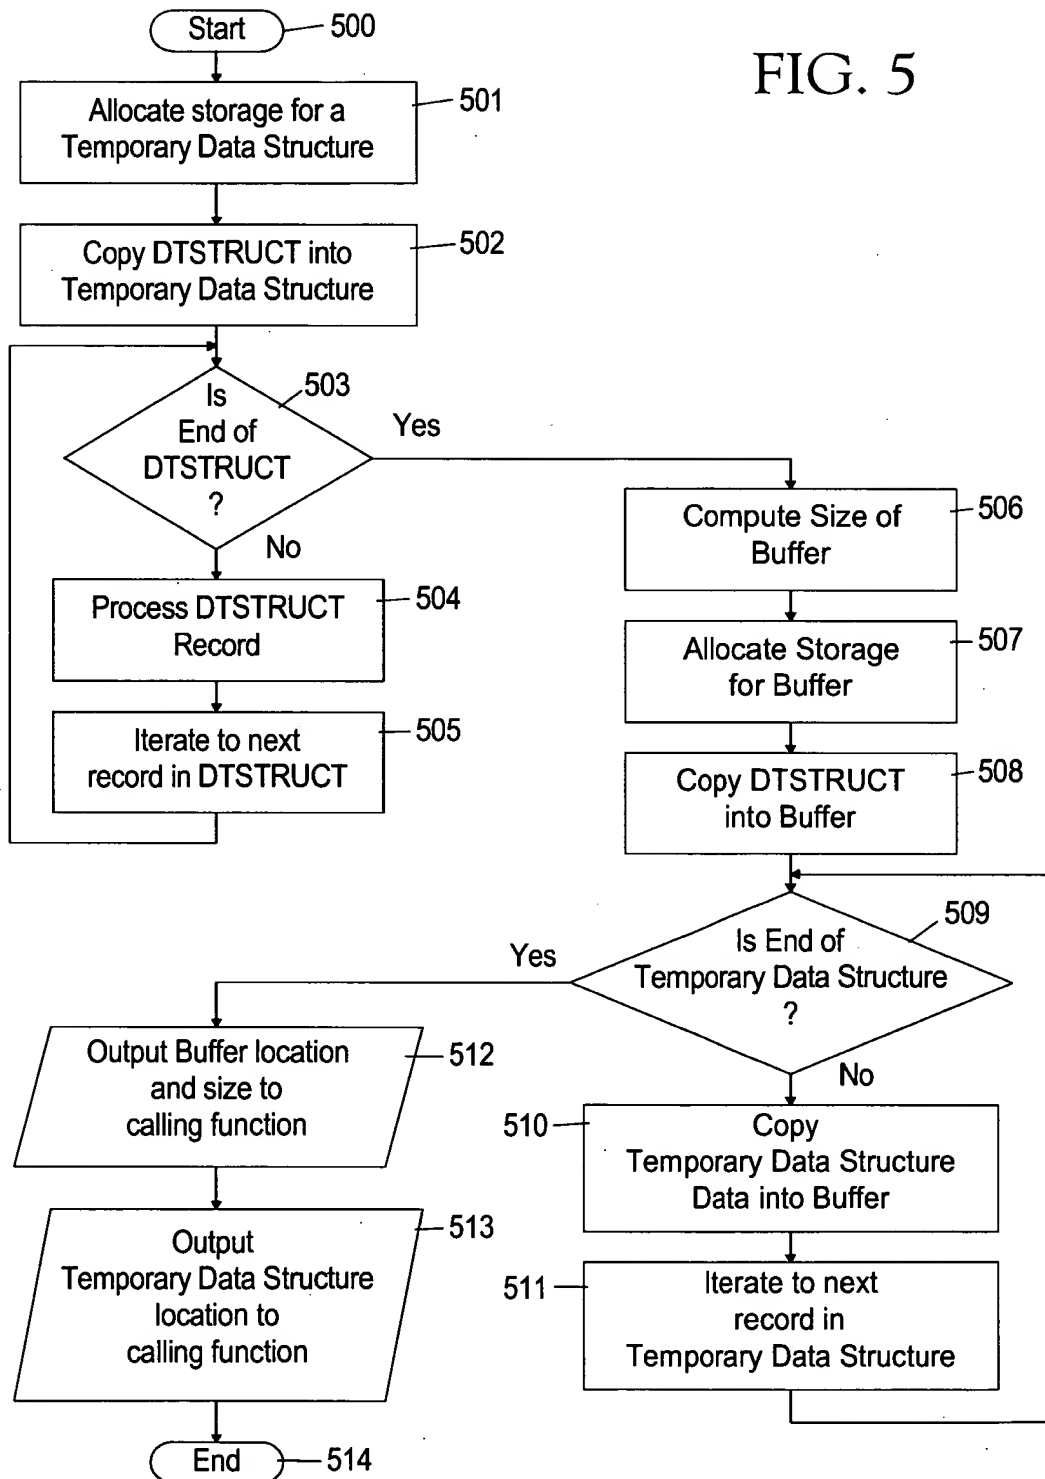 Start
500
FIG. 5
Allocate storage for a
Temporary Data Structure
501
Copy DTSTRUCT into
Temporary Data Structure
502
Is
End of
DTSTRUCT
?
503
Yes
No
Process DTSTRUCT
Record
504
Iterate to next
record in DTSTRUCT
505
Compute Size of
Buffer
506
Allocate Storage
for Buffer
507
Copy DTSTRUCT
into Buffer
508
Is End of
Temporary Data Structure
?
509
Yes
No
510
Copy
Temporary Data Structure
Data into Buffer
511
Iterate to next
record in
Temporary Data Structure
Output Buffer location
and size to
calling function
512
Output
Temporary Data Structure
location to
calling function
513
End
514